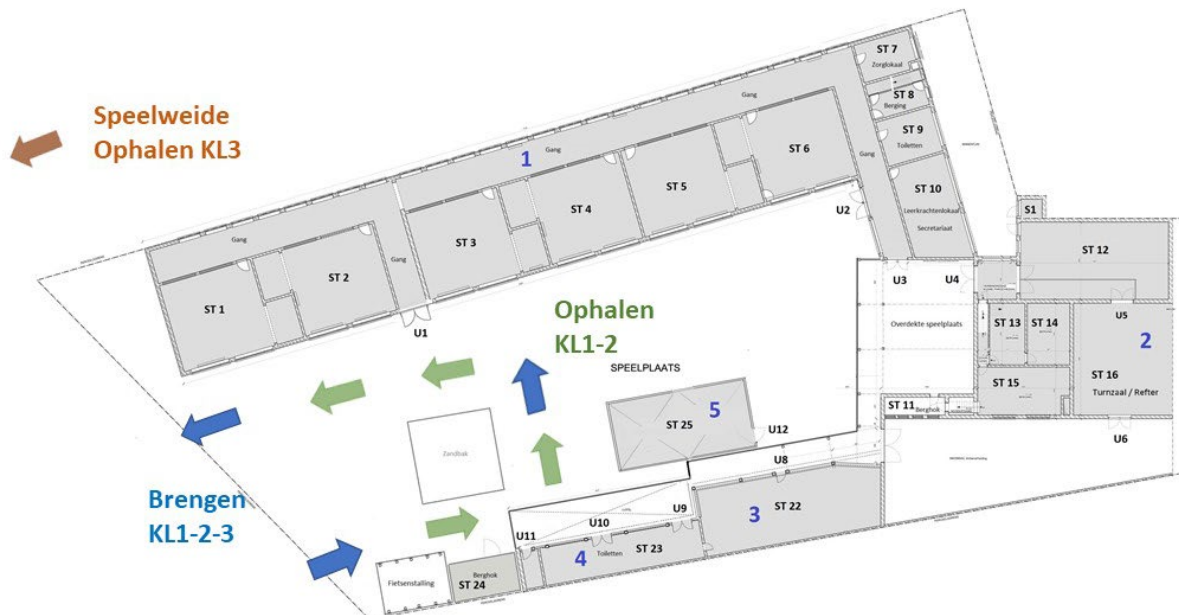 Speelweide
Ophalen KL3
ST 7
Zorglokaal
ST 8
Berging
ST 9
Toiletten
ST 10
Leerkrachtenlokaal
Secretariaat
Gang
Gang
1
Gang
Gang
Gang
ST 6
ST 5
ST 4
ST 3
ST 2
ST 1
U1
U2
S1
ST 12
U3
U4
U5
Overdekte speelplaats
ST 13
ST 14
2
ST 16
Turnzaal / Refter
ST 15
ST 11
Berghok
U6
Ophalen
KL1-2
SPEELPLAATS
5
ST 25
U12
U8
Zandbak
Brengen
KL1-2-3
U9
U10
U11
3
ST 22
4
Toiletten
ST 23
Berghok
ST 24
Fietsenstalling